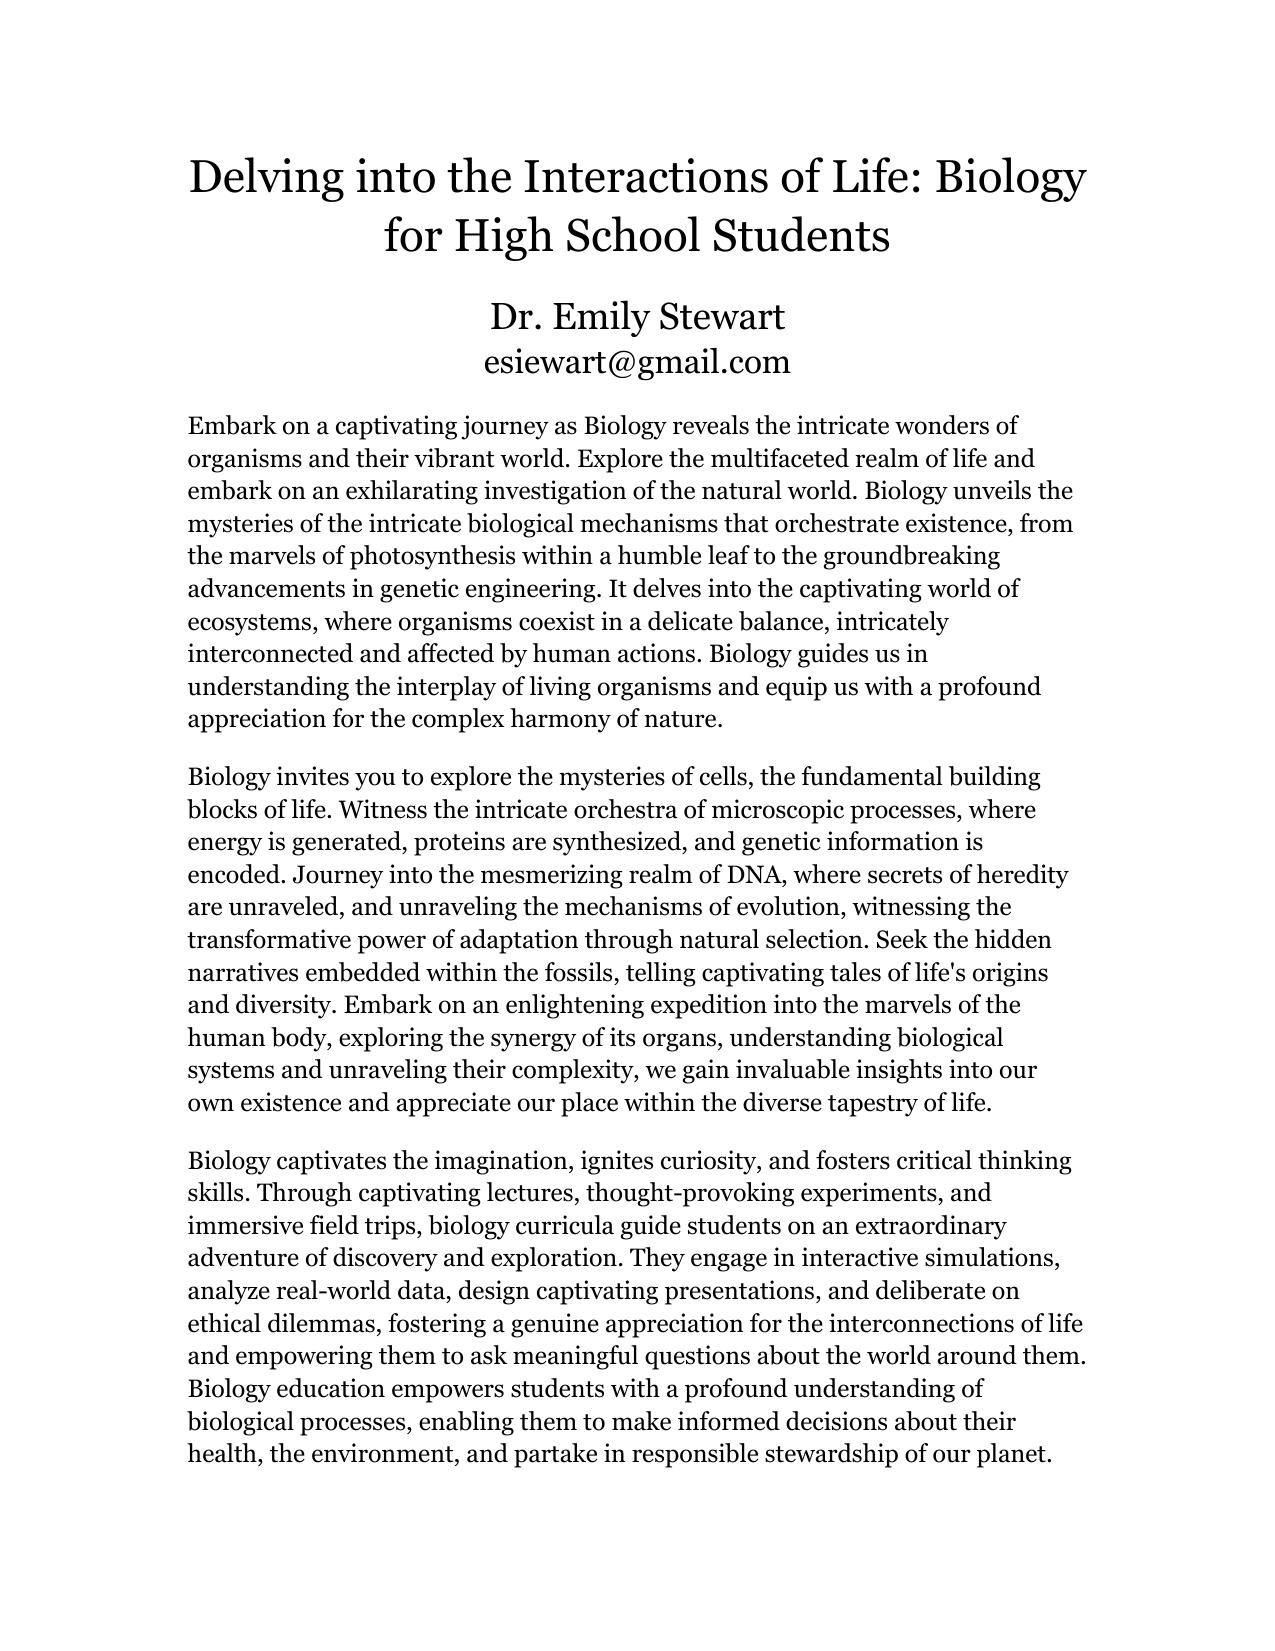 Delving into the Interactions of Life: Biology
for High School Students
Dr. Emily Stewart
esiewart@gmail.com
Embark on a captivating journey as Biology reveals the intricate wonders of
organisms and their vibrant world. Explore the multifaceted realm of life and
embark on an exhilarating investigation of the natural world. Biology unveils the
mysteries of the intricate biological mechanisms that orchestrate existence, from
the marvels of photosynthesis within a humble leaf to the groundbreaking
advancements in genetic engineering. It delves into the captivating world of
ecosystems, where organisms coexist in a delicate balance, intricately
interconnected and affected by human actions. Biology guides us in
understanding the interplay of living organisms and equip us with a profound
appreciation for the complex harmony of nature.
Biology invites you to explore the mysteries of cells, the fundamental building
blocks of life. Witness the intricate orchestra of microscopic processes, where
energy is generated, proteins are synthesized, and genetic information is
encoded. Journey into the mesmerizing realm of DNA, where secrets of heredity
are unraveled, and unraveling the mechanisms of evolution, witnessing the
transformative power of adaptation through natural selection. Seek the hidden
narratives embedded within the fossils, telling captivating tales of life's origins
and diversity. Embark on an enlightening expedition into the marvels of the
human body, exploring the synergy of its organs, understanding biological
systems and unraveling their complexity, we gain invaluable insights into our
own existence and appreciate our place within the diverse tapestry of life.
Biology captivates the imagination, ignites curiosity, and fosters critical thinking
skills. Through captivating lectures, thought-provoking experiments, and
immersive field trips, biology curricula guide students on an extraordinary
adventure of discovery and exploration. They engage in interactive simulations,
analyze real-world data, design captivating presentations, and deliberate on
ethical dilemmas, fostering a genuine appreciation for the interconnections of life
and empowering them to ask meaningful questions about the world around them.
Biology education empowers students with a profound understanding of
biological processes, enabling them to make informed decisions about their
health, the environment, and partake in responsible stewardship of our planet.